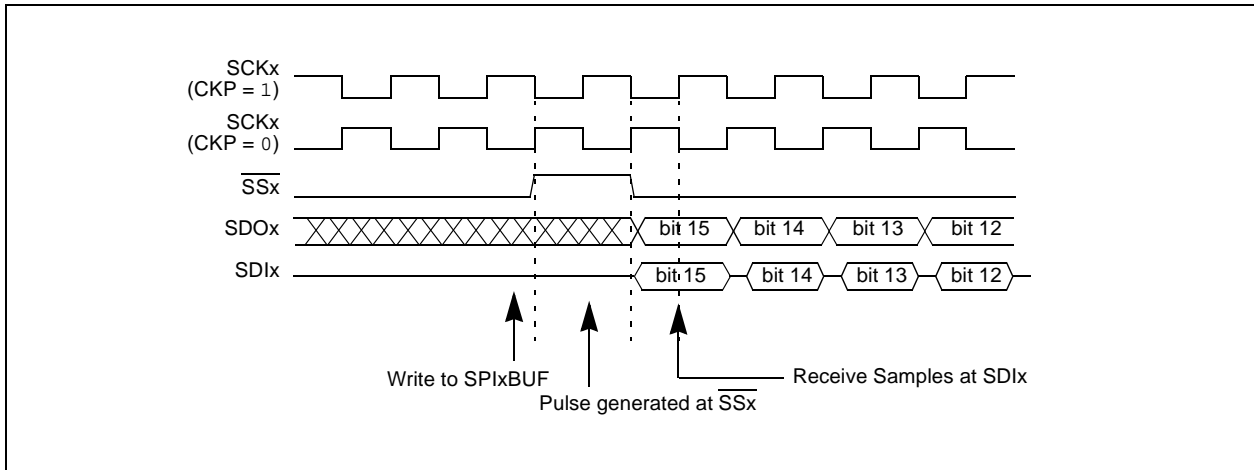 SCKx
(CKP = 1)
SCKx
(CKP = 0)
SSx
SDOx
bit 15
bit 14
bit 13
bit 12
SDIx
bit 15
bit 14
bit 13
bit 12
Write to SPIxBUF
Receive Samples at SDIx
Pulse generated at SSx